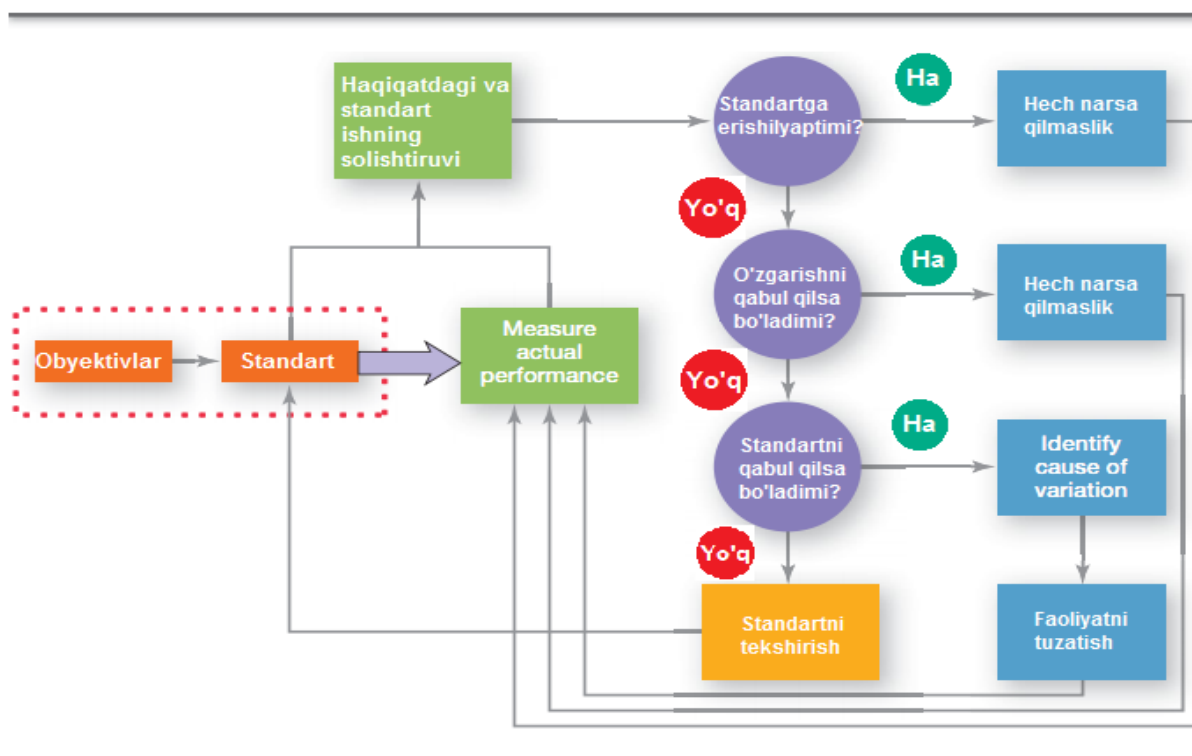 Haqiqatdagi va
standart
ishning
solishtiruvi
Standartga
erishilyaptimi?
Ha
Hech narsa
qilmaslik
Yo'q
O'zgarishni
qabul qilsa
bo'ladimi?
Ha
Hech narsa
qilmaslik
Obyektivlar
Standart
Measure
actual
performance
Yo'q
Standartni
qabul qilsa
bo'ladimi?
Ha
Identify
cause of
variation
Yo'q
Standartni
tekshirish
Faoliyatni
tuzatish